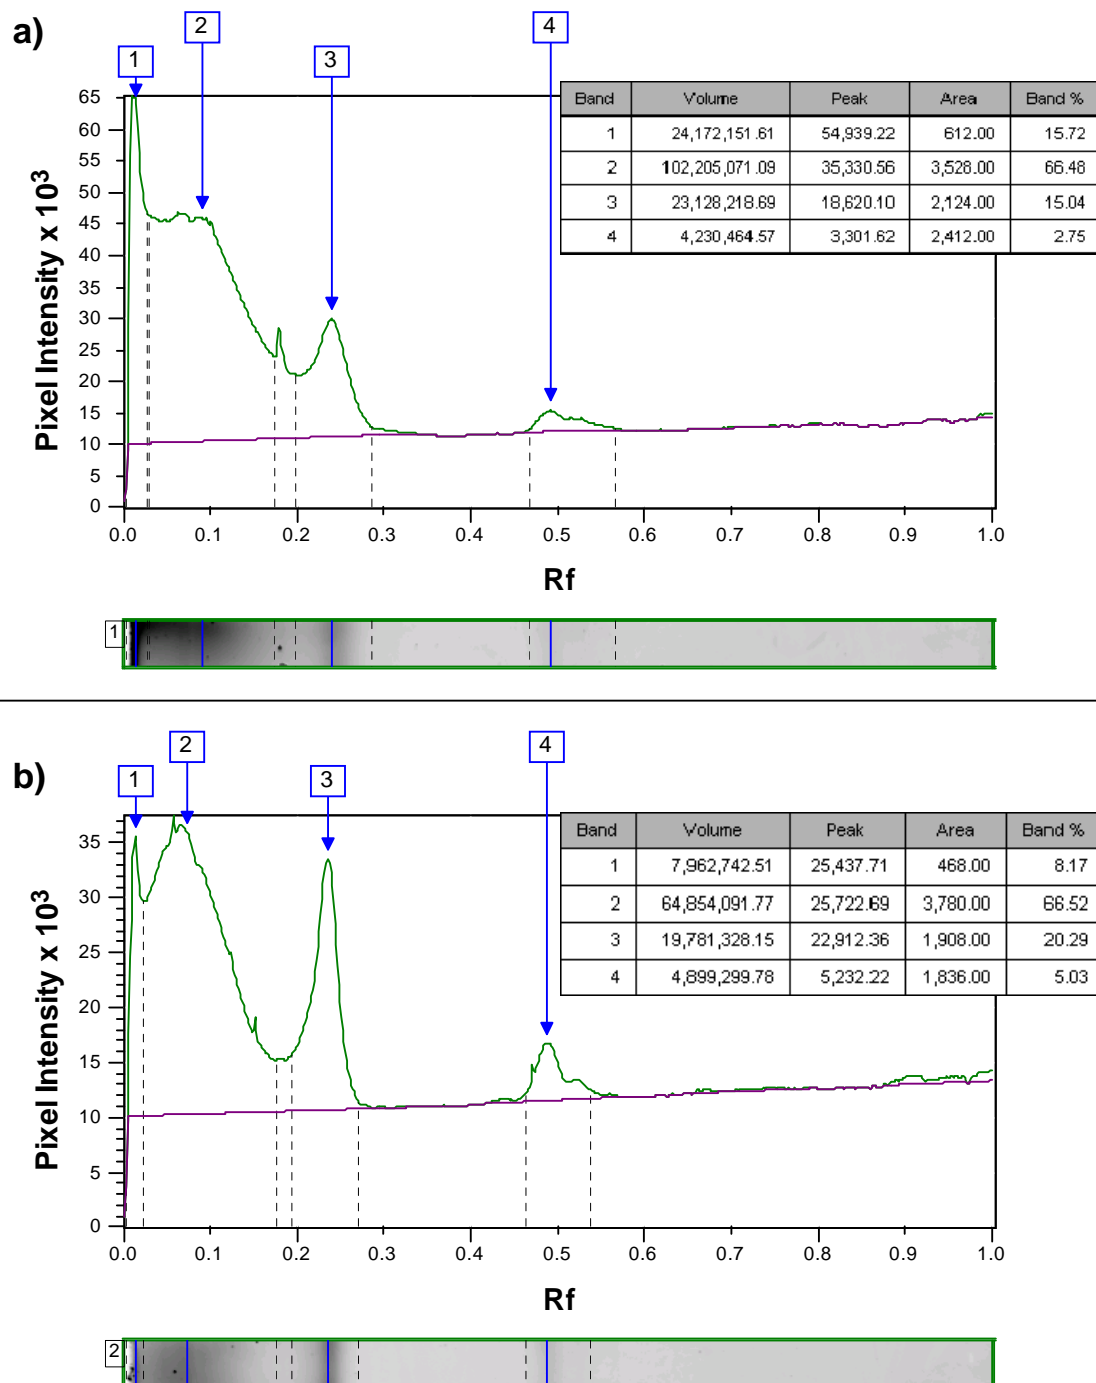 a)
1
2
3
4
Band Volume Peak Area Band %
1 24,172,151.61 54,939.22 612.00 15.72
2 102,205,071.09 35,330.56 3,528.00 66.48
3 23,128,218.69 18,620.10 2,124.00 15.04
4 4,230,464.57 3,301.62 2,412.00 2.75
Pixel Intensity x 10³
65
60
55
50
45
40
35
30
25
20
15
10
5
0
0.0 0.1 0.2 0.3 0.4 0.5 0.6 0.7 0.8 0.9 1.0
Rf
1
b)
1
2
3
4
Band Volume Peak Area Band %
1 7,962,742.51 25,437.71 468.00 8.17
2 64,854,091.77 25,722.69 3,780.00 66.52
3 19,781,328.15 22,912.36 1,908.00 20.29
4 4,899,299.78 5,232.22 1,836.00 5.03
Pixel Intensity x 10³
35
30
25
20
15
10
5
0
0.0 0.1 0.2 0.3 0.4 0.5 0.6 0.7 0.8 0.9 1.0
Rf
2